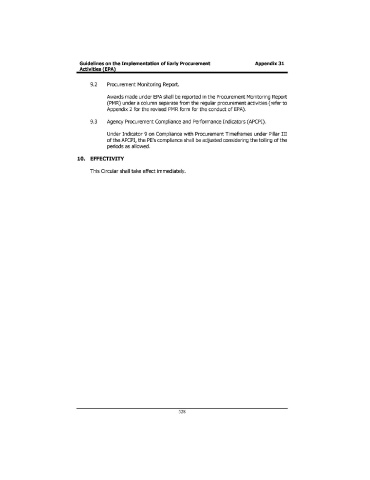 Guidelines on the Implementation of Early Procurement Appendix 31
Activities (EPA)
9.2 Procurement Monitoring Report.
Awards made under EPA shall be reported in the Procurement Monitoring Report
(PMR) under a column separate from the regular procurement activities (refer to
Appendix 2 for the revised PMR form for the conduct of EPA).
9.3 Agency Procurement Compliance and Performance Indicators (APCPI).
Under Indicator 9 on Compliance with Procurement Timeframes under Pillar III
of the APCPI, the PE's compliance shall be adjusted considering the tolling of the
periods as allowed.
10. EFFECTIVITY
This Circular shall take effect immediately.